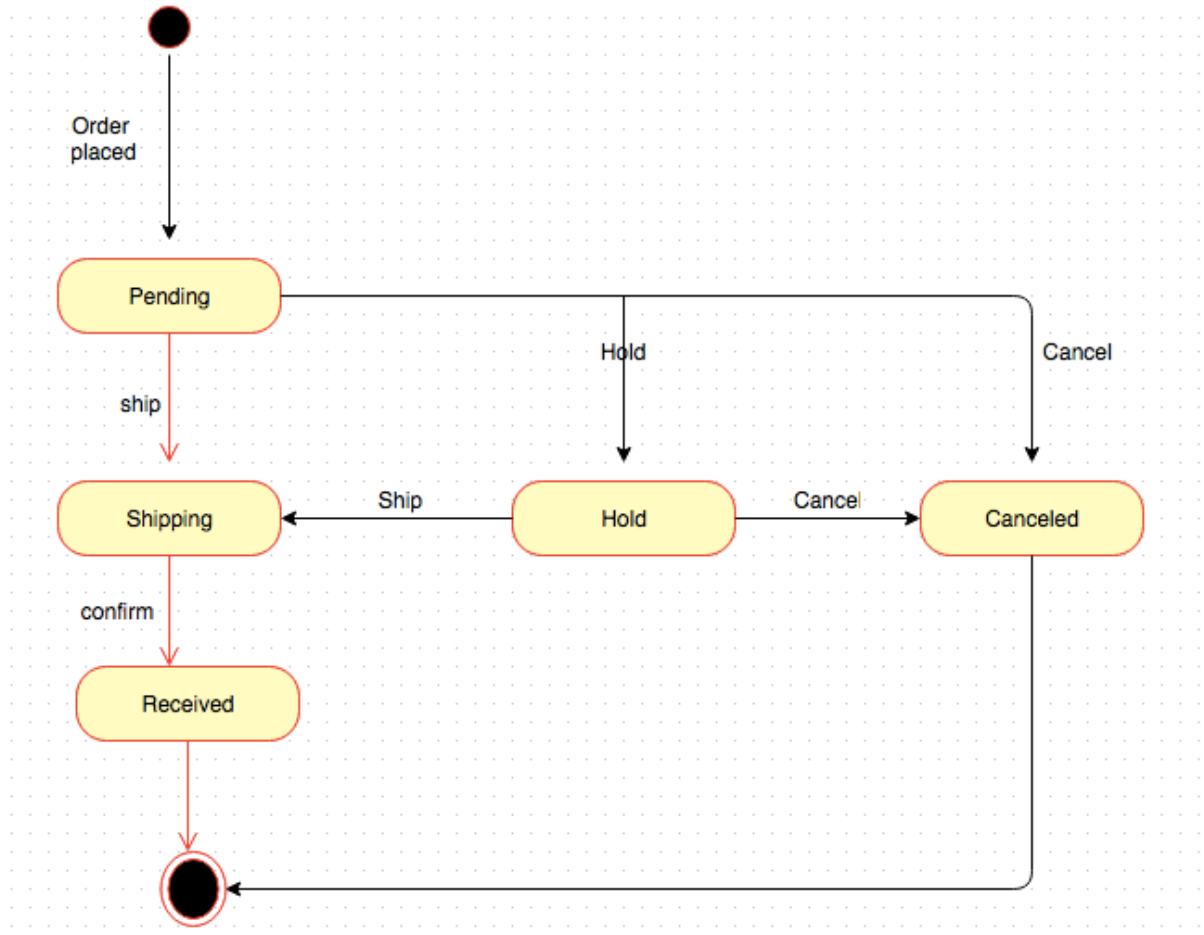 Order
placed
Pending
Hold
Cancel
ship
Shipping
Ship
Hold
Cancel
Canceled
confirm
Received